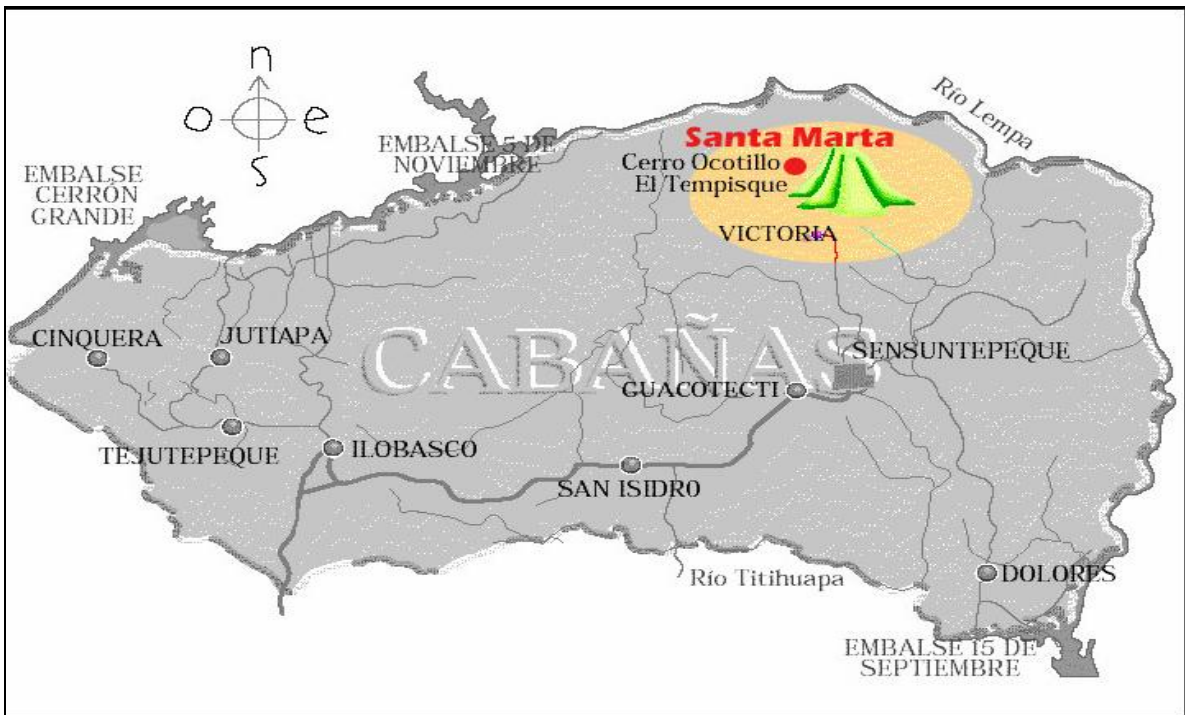 n
o e
s
EMBALSE
CERRÓN
GRANDE
EMBALSE 5 DE
NOVIEMBRE
Río Lempa
Santa Marta
Cerro Ocotillo
El Tempisque
VICTORIA
CINQUERA
JUTIAPA
CABAÑAS
SENSUNTEPEQUE
GUACOTECTI
TEJUTEPEQUE
ILOBASCO
SAN ISIDRO
Río Titihuapa
DOLORES
EMBALSE 15 DE
SEPTIEMBRE